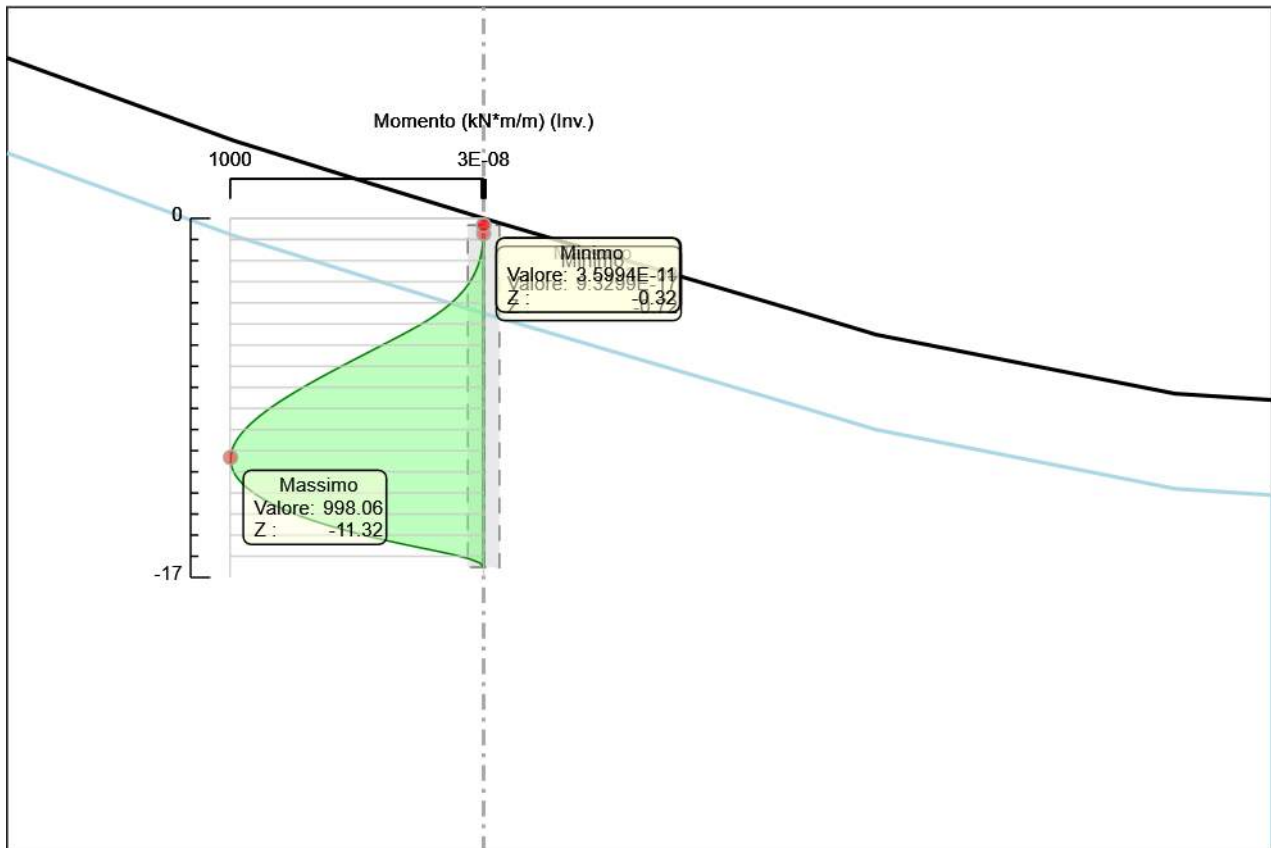 Momento (kN*m/m) (Inv.)
1000 3E-08
0
Minimo
Valore: 3.5994E-11
Z : -0.32
Massimo
Valore: 998.06
Z : -11.32
-17